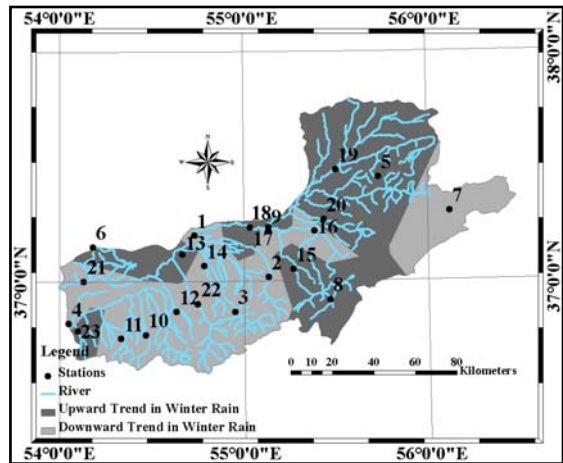 54°0'0"E 55°0'0"E 56°0'0"E
38°0'0"N
N
W E
S
19
5
7
20
18 9
6 1 17 16
13
14 15
21 2
37°0'0"N 37°0'0"N
8
22
12 3
4
23 11 10
Legend
Stations
River
Upward Trend in Winter Rain
Downward Trend in Winter Rain
0 10 20 40 60 80
Kilometers
54°0'0"E 55°0'0"E 56°0'0"E